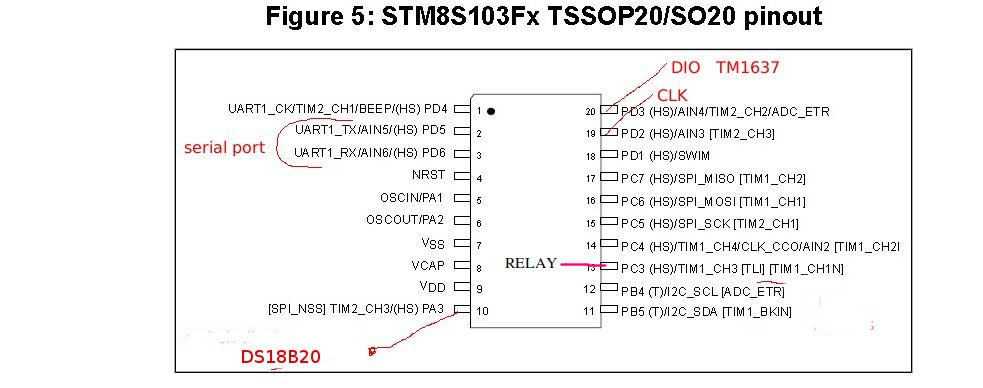 Figure 5: STM8S103Fx TSSOP20/SO20 pinout
DIO TM1637
CLK
serial port
UART1_CK/TIM2_CH1/BEEP/(HS) PD4
UART1_TX/AIN5/(HS) PD5
UART1_RX/AIN6/(HS) PD6
NRST
OSCIN/PA1
OSCOUT/PA2
VSS
VCAP
VDD
[SPI_NSS] TIM2_CH3/(HS) PA3
1
2
3
4
5
6
7
8
9
10
RELAY
20
19
18
17
16
15
14
13
12
11
PD3 (HS)/AIN4/TIM2_CH2/ADC_ETR
PD2 (HS)/AIN3 [TIM2_CH3]
PD1 (HS)/SWIM
PC7 (HS)/SPI_MISO [TIM1_CH2]
PC6 (HS)/SPI_MOSI [TIM1_CH1]
PC5 (HS)/SPI_SCK [TIM2_CH1]
PC4 (HS)/TIM1_CH4/CLK_CCO/AIN2 [TIM1_CH2
PC3 (HS)/TIM1_CH3 [TLI] [TIM1_CH1N]
PB4 (T)/I2C_SCL [ADC_ETR]
PB5 (T)/I2C_SDA [TIM1_BKIN]
DS18B20